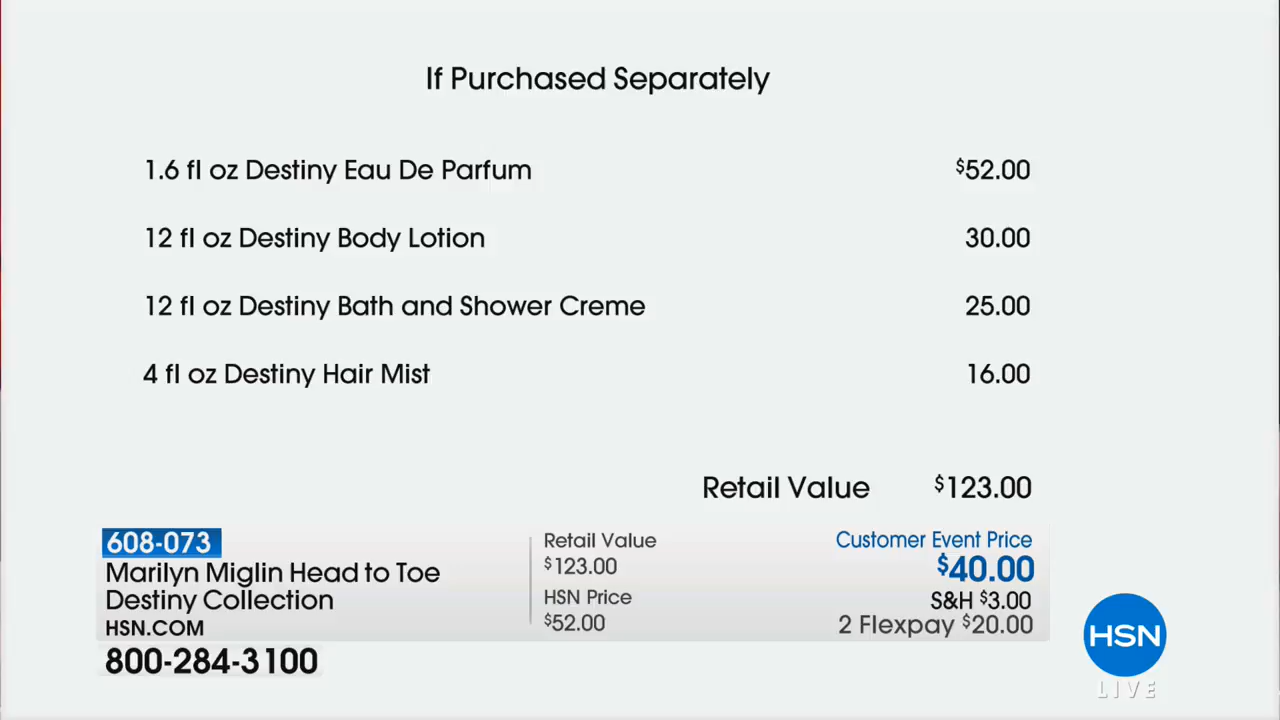 If Purchased Separately
1.6 fl oz Destiny Eau De Parfum $52.00
12 fl oz Destiny Body Lotion 30.00
12 fl oz Destiny Bath and Shower Creme 25.00
4 fl oz Destiny Hair Mist 16.00
Retail Value $123.00
608-073
Marilyn Miglin Head to Toe
Destiny Collection
HSN.COM
800-284-3100
Retail Value
$123.00
HSN Price
$52.00
Customer Event Price
$40.00
S&H $3.00
2 Flexpay $20.00
HSN
LIVE